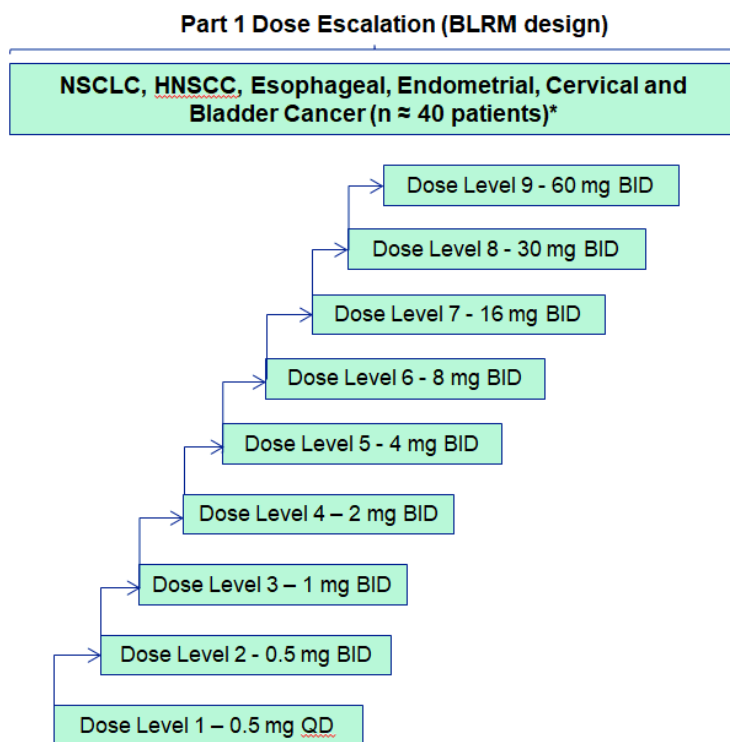 Part 1 Dose Escalation (BLRM design)
NSCLC, HNSCC, Esophageal, Endometrial, Cervical and
Bladder Cancer (n ≈ 40 patients)*
Dose Level 9 - 60 mg BID
Dose Level 8 - 30 mg BID
Dose Level 7 - 16 mg BID
Dose Level 6 - 8 mg BID
Dose Level 5 - 4 mg BID
Dose Level 4 – 2 mg BID
Dose Level 3 – 1 mg BID
Dose Level 2 - 0.5 mg BID
Dose Level 1 – 0.5 mg QD